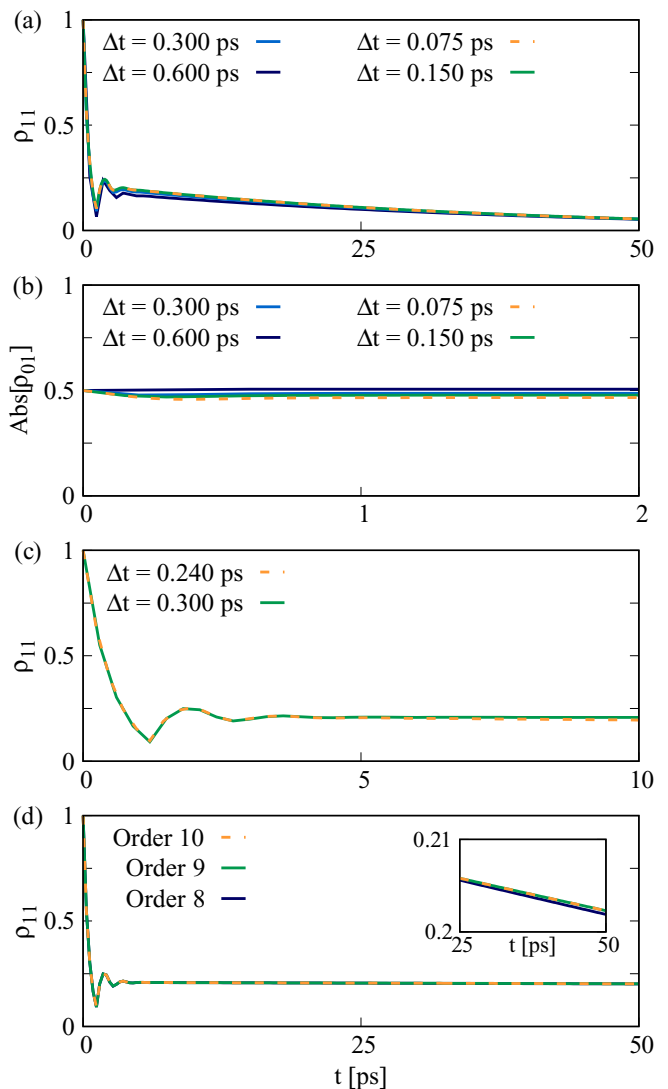 (a)
1
Δt = 0.300 ps
Δt = 0.075 ps
Δt = 0.600 ps
Δt = 0.150 ps
ρ11
0.5
0
0
25
50
(b)
1
Δt = 0.300 ps
Δt = 0.075 ps
Δt = 0.600 ps
Δt = 0.150 ps
Abs[ρ01]
0.5
0
0
1
2
(c)
1
Δt = 0.240 ps
Δt = 0.300 ps
ρ11
0.5
0
0
5
10
(d)
1
Order 10
Order 9
Order 8
0.21
0.2
25
t [ps]
50
ρ11
0.5
0
0
25
50
t [ps]